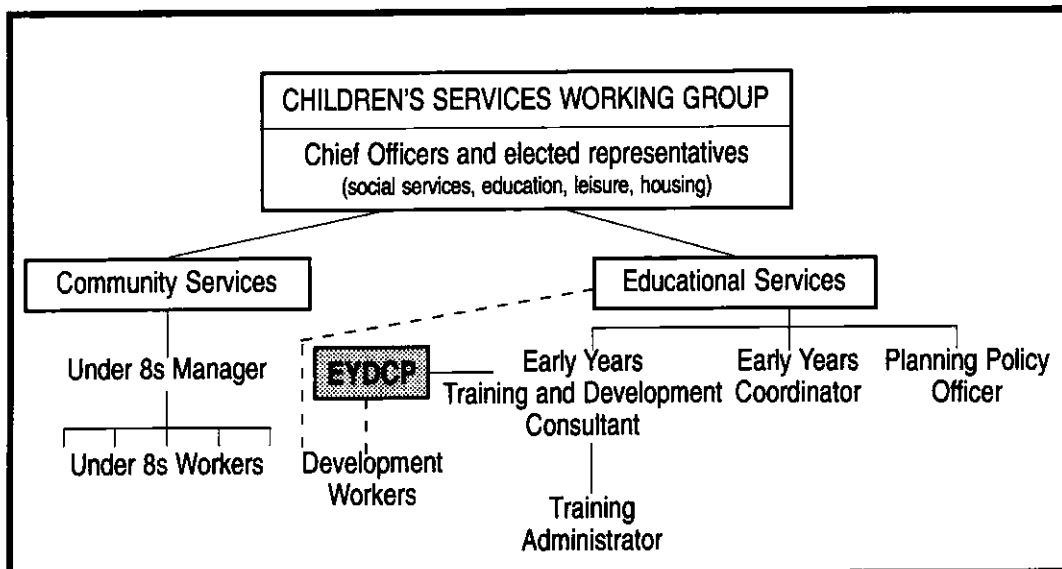 CHILDREN'S SERVICES WORKING GROUP
Chief Officers and elected representatives
(social services, education, leisure, housing)
Community Services
Educational Services
Under 8s Manager
EYDCP
Early Years
Training and Development
Consultant
Early Years
Coordinator
Planning Policy
Officer
Under 8s Workers
Development
Workers
Training
Administrator